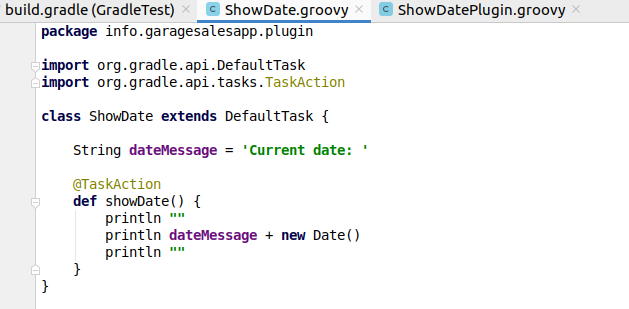 build.gradle (GradleTest) × C ShowDate.groovy × C ShowDatePlugin.groovy ×
package info.garagesalesapp.plugin
import org.gradle.api.DefaultTask
import org.gradle.api.tasks.TaskAction
class ShowDate extends DefaultTask {
String dateMessage = 'Current date: '
@TaskAction
def showDate() {
println ""
println dateMessage + new Date()
println ""
}
}